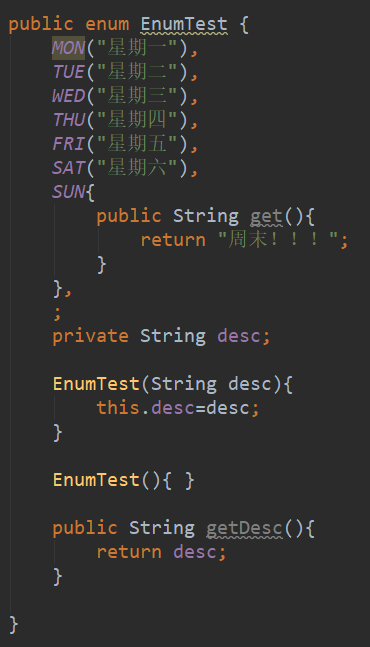 public enum EnumTest {
    MON("星期一"),
    TUE("星期二"),
    WED("星期三"),
    THU("星期四"),
    FRI("星期五"),
    SAT("星期六"),
    SUN{
        public String get(){
            return "周末！！！";
        }
    },
    ;
    private String desc;
    EnumTest(String desc){
        this.desc=desc;
    }
    EnumTest(){ }
    public String getDesc(){
        return desc;
    }
}